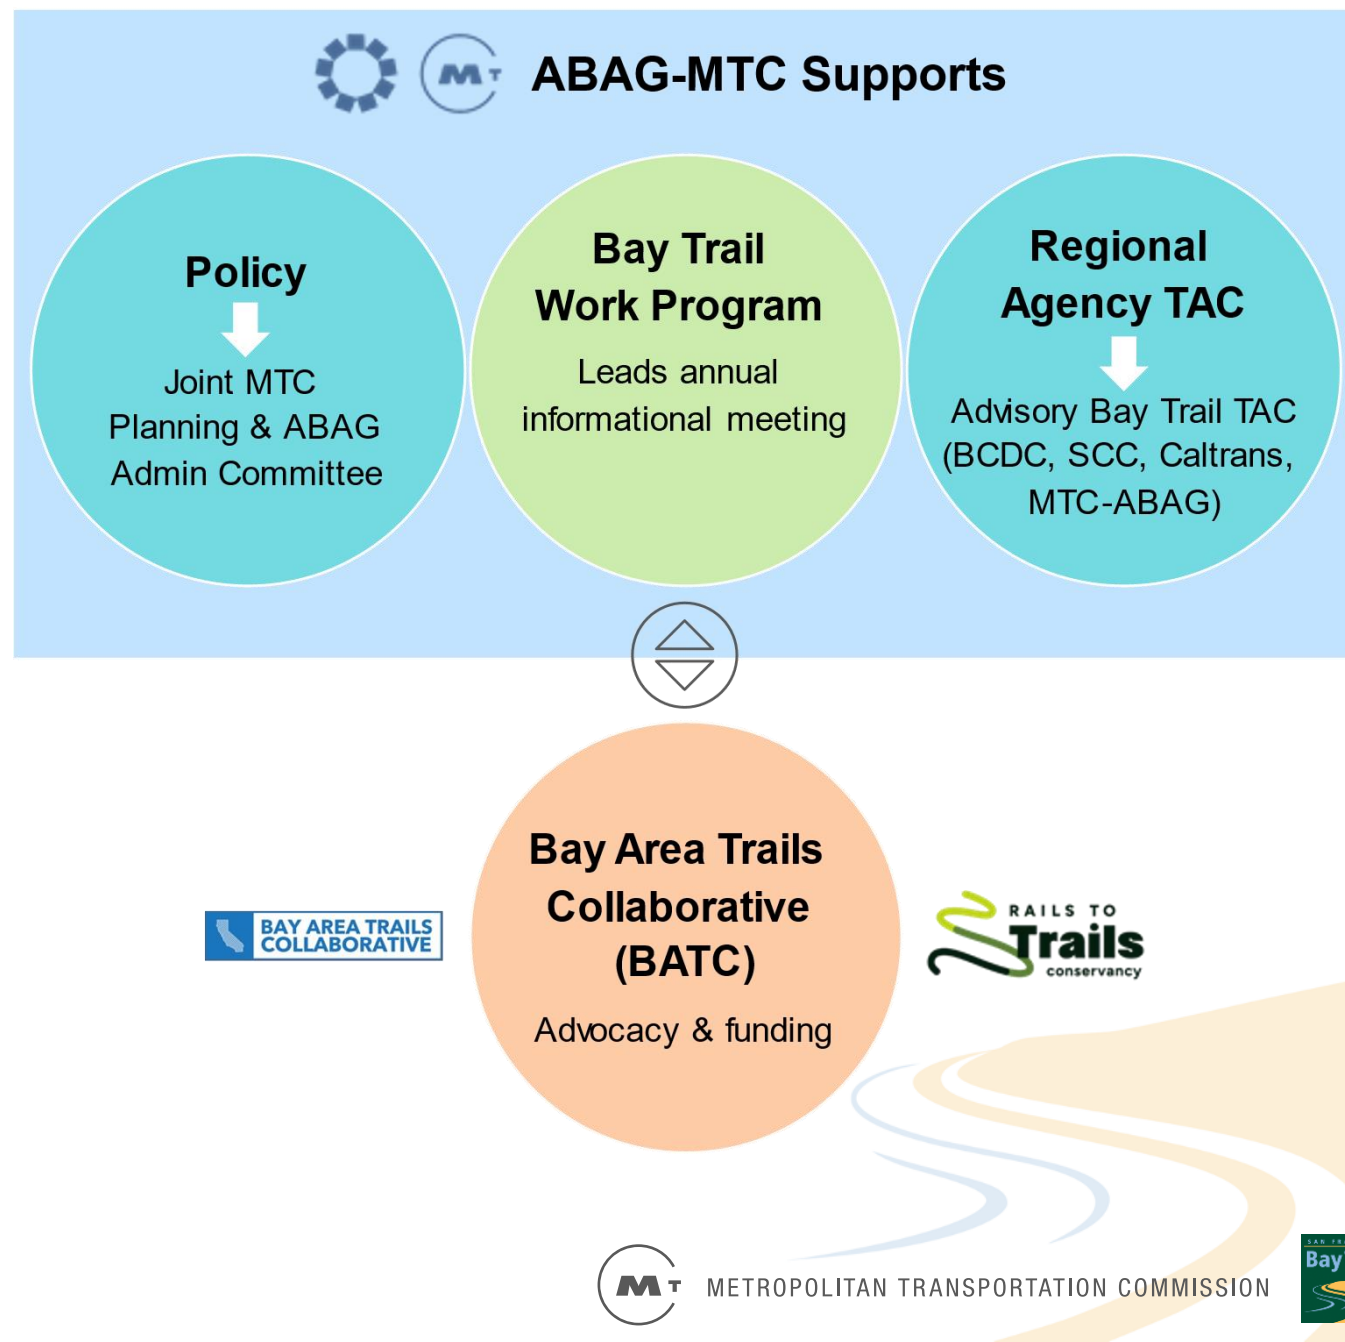 MT ABAG-MTC Supports
Policy
Joint MTC
Planning & ABAG
Admin Committee
Bay Trail
Work Program
Leads annual
informational meeting
Regional
Agency TAC
Advisory Bay Trail TAC
(BCDC, SCC, Caltrans,
MTC-ABAG)
BAY AREA TRAILS
COLLABORATIVE
Bay Area Trails
Collaborative
(BATC)
Advocacy & funding
RAILS TO
Trails
conservancy
MT METROPOLITAN TRANSPORTATION COMMISSION
Bay